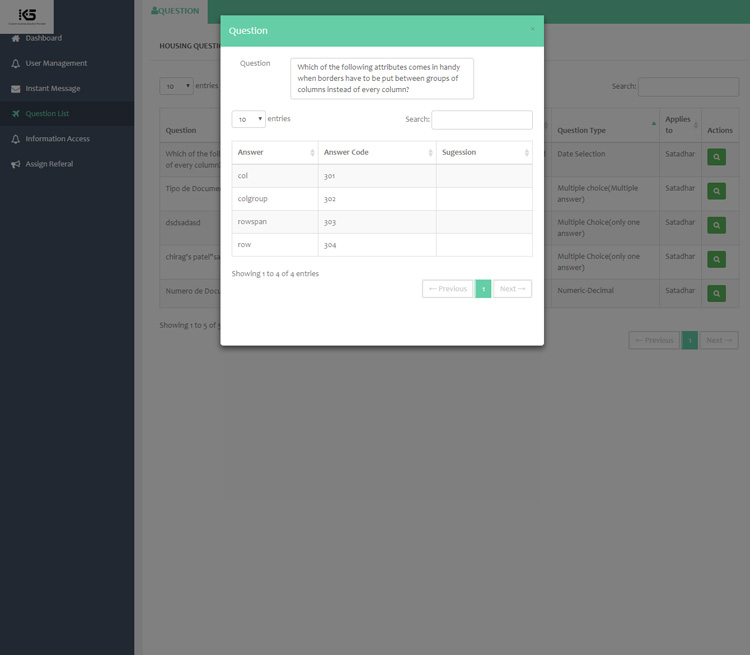 K5
Dashboard
User Management
Instant Message
Question List
Information Access
Assign Referal
QUESTION
HOUSING QUESTI
10 entries
Search:
Question
Question Type
Applies to
Actions
Which of the foll
of every column
Date Selection
Satadhar
Tipo de Documen
Multiple choice(Multiple
answer)
Satadhar
dsdsadasd
Multiple Choice(only one
answer)
Satadhar
chirag's patel"sa
Multiple Choice(only one
answer)
Satadhar
Numero de Docu
Numeric-Decimal
Satadhar
Showing 1 to 5 of 5
← Previous
1
Next →
Question
×
Question
Which of the following attributes comes in handy
when borders have to be put between groups of
columns instead of every column?
10 entries
Search:
Answer
Answer Code
Sugession
col
301
colgroup
302
rowspan
303
row
304
Showing 1 to 4 of 4 entries
← Previous
1
Next →